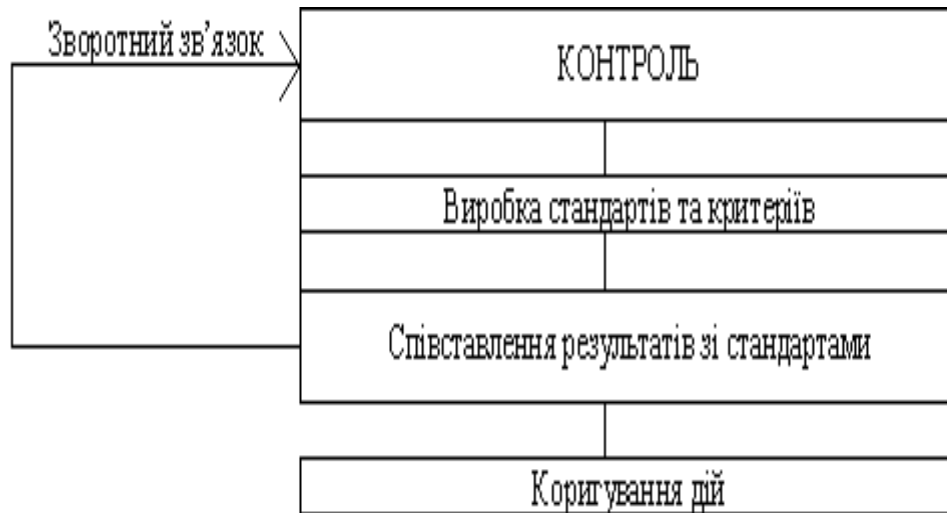 Зворотний зв’язок
КОНТРОЛЬ
Виробка стандартів та критеріїв
Співставлення результатів зі стандартами
Коригування дій